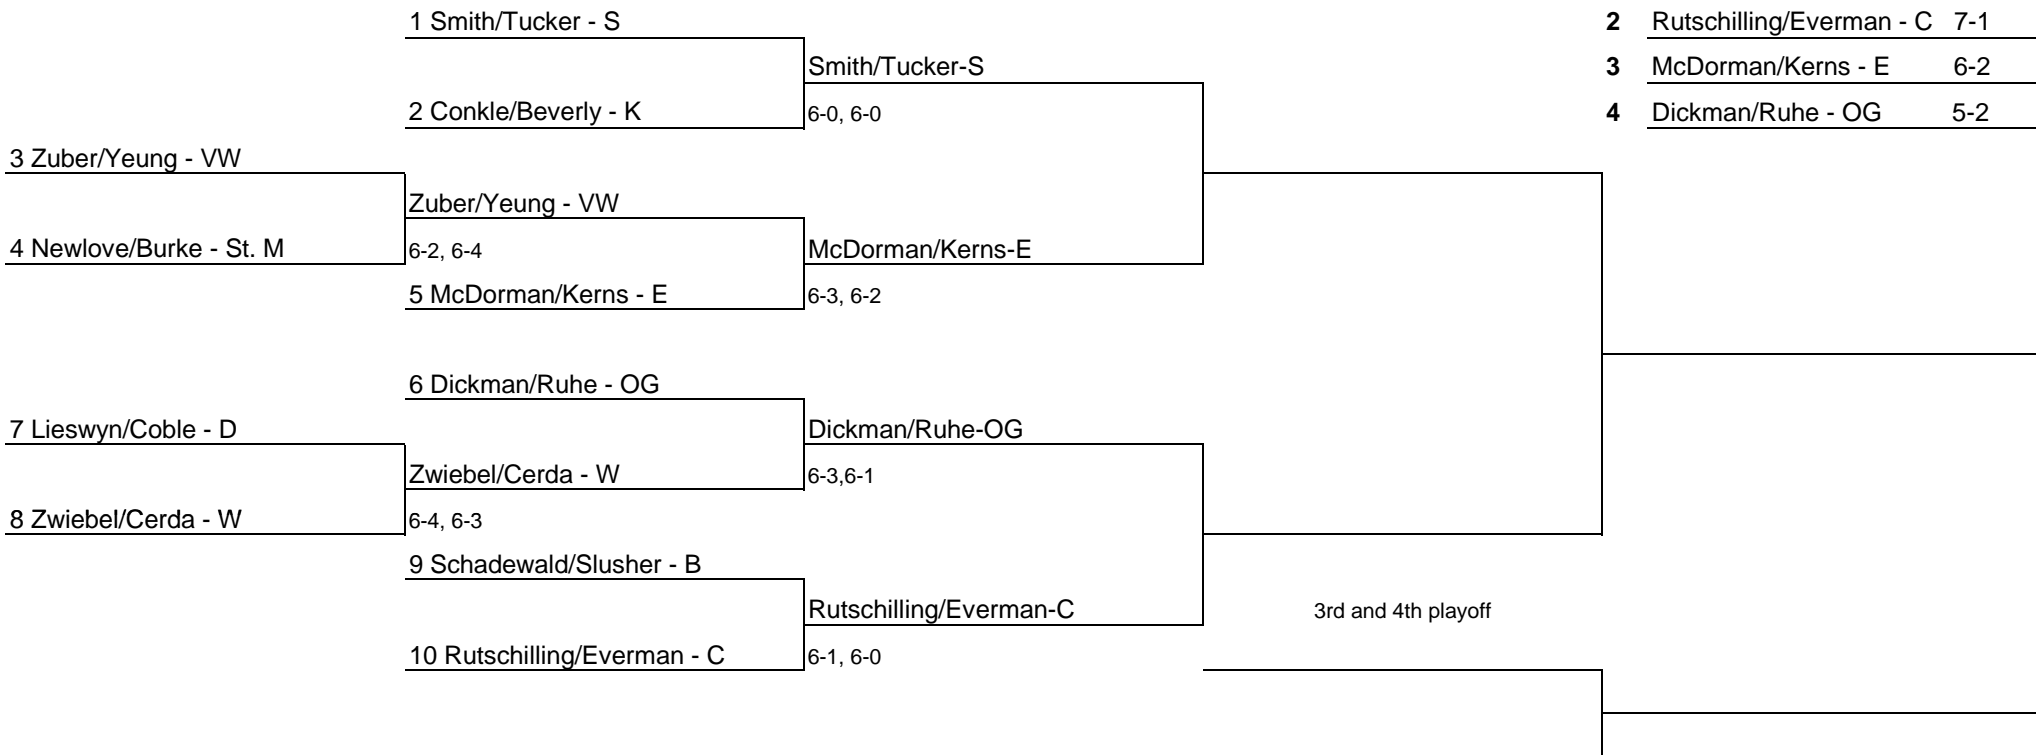 1 Smith/Tucker - S
2 Rutschilling/Everman - C 7-1
Smith/Tucker-S
3 McDorman/Kerns - E 6-2
2 Conkle/Beverly - K
6-0, 6-0
4 Dickman/Ruhe - OG 5-2
3 Zuber/Yeung - VW
Zuber/Yeung - VW
4 Newlove/Burke - St. M
6-2, 6-4
McDorman/Kerns-E
5 McDorman/Kerns - E
6-3, 6-2
6 Dickman/Ruhe - OG
7 Lieswyn/Coble - D
Dickman/Ruhe-OG
Zwiebel/Cerda - W
6-3,6-1
8 Zwiebel/Cerda - W
6-4, 6-3
9 Schadewald/Slusher - B
Rutschilling/Everman-C
3rd and 4th playoff
10 Rutschilling/Everman - C
6-1, 6-0